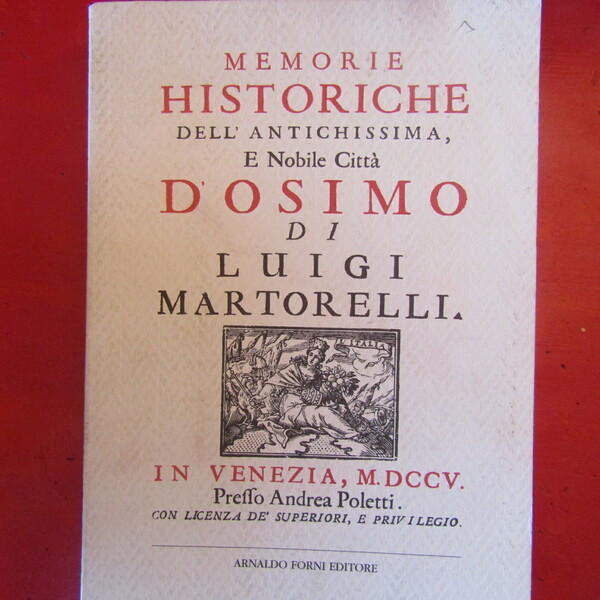 MEMORIE
HISTORICHE
DELL' ANTICHISSIMA,
E Nobile Città
D'OSIMO
DI
LUIGI
MARTORELLI.
L'ITALIA
IN VENEZIA, M.DCCV.
Preſſo Andrea Poletti.
CON LICENZA DE' SUPERIORI, E PRIVILEGIO.
ARNALDO FORNI EDITORE